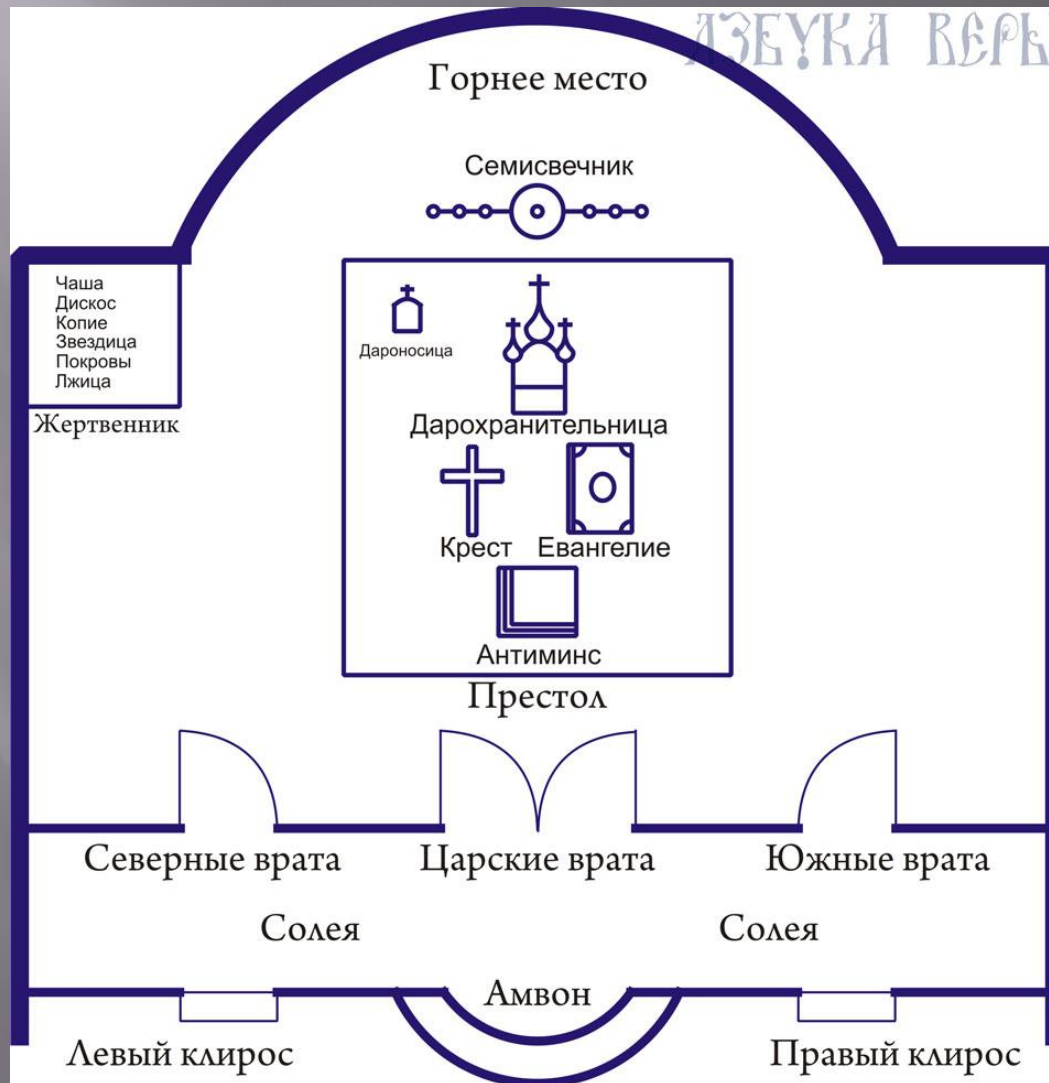 АЗБУКА ВЕРЫ
Горнее место
Семисвечник
Чаша
Дискос
Копие
Звездица
Покровы
Лжица
Жертвенник
Дароносица
Дарохранительница
Крест
Евангелие
Антиминс
Престол
Северные врата
Царские врата
Южные врата
Солея
Солея
Амвон
Левый клирос
Правый клирос